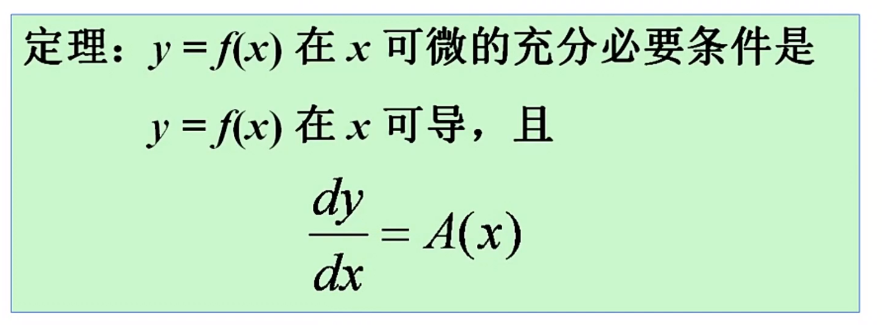 定理：y = f(x) 在 x 可微的充分必要条件是
y = f(x) 在 x 可导，且
dy/dx = A(x)